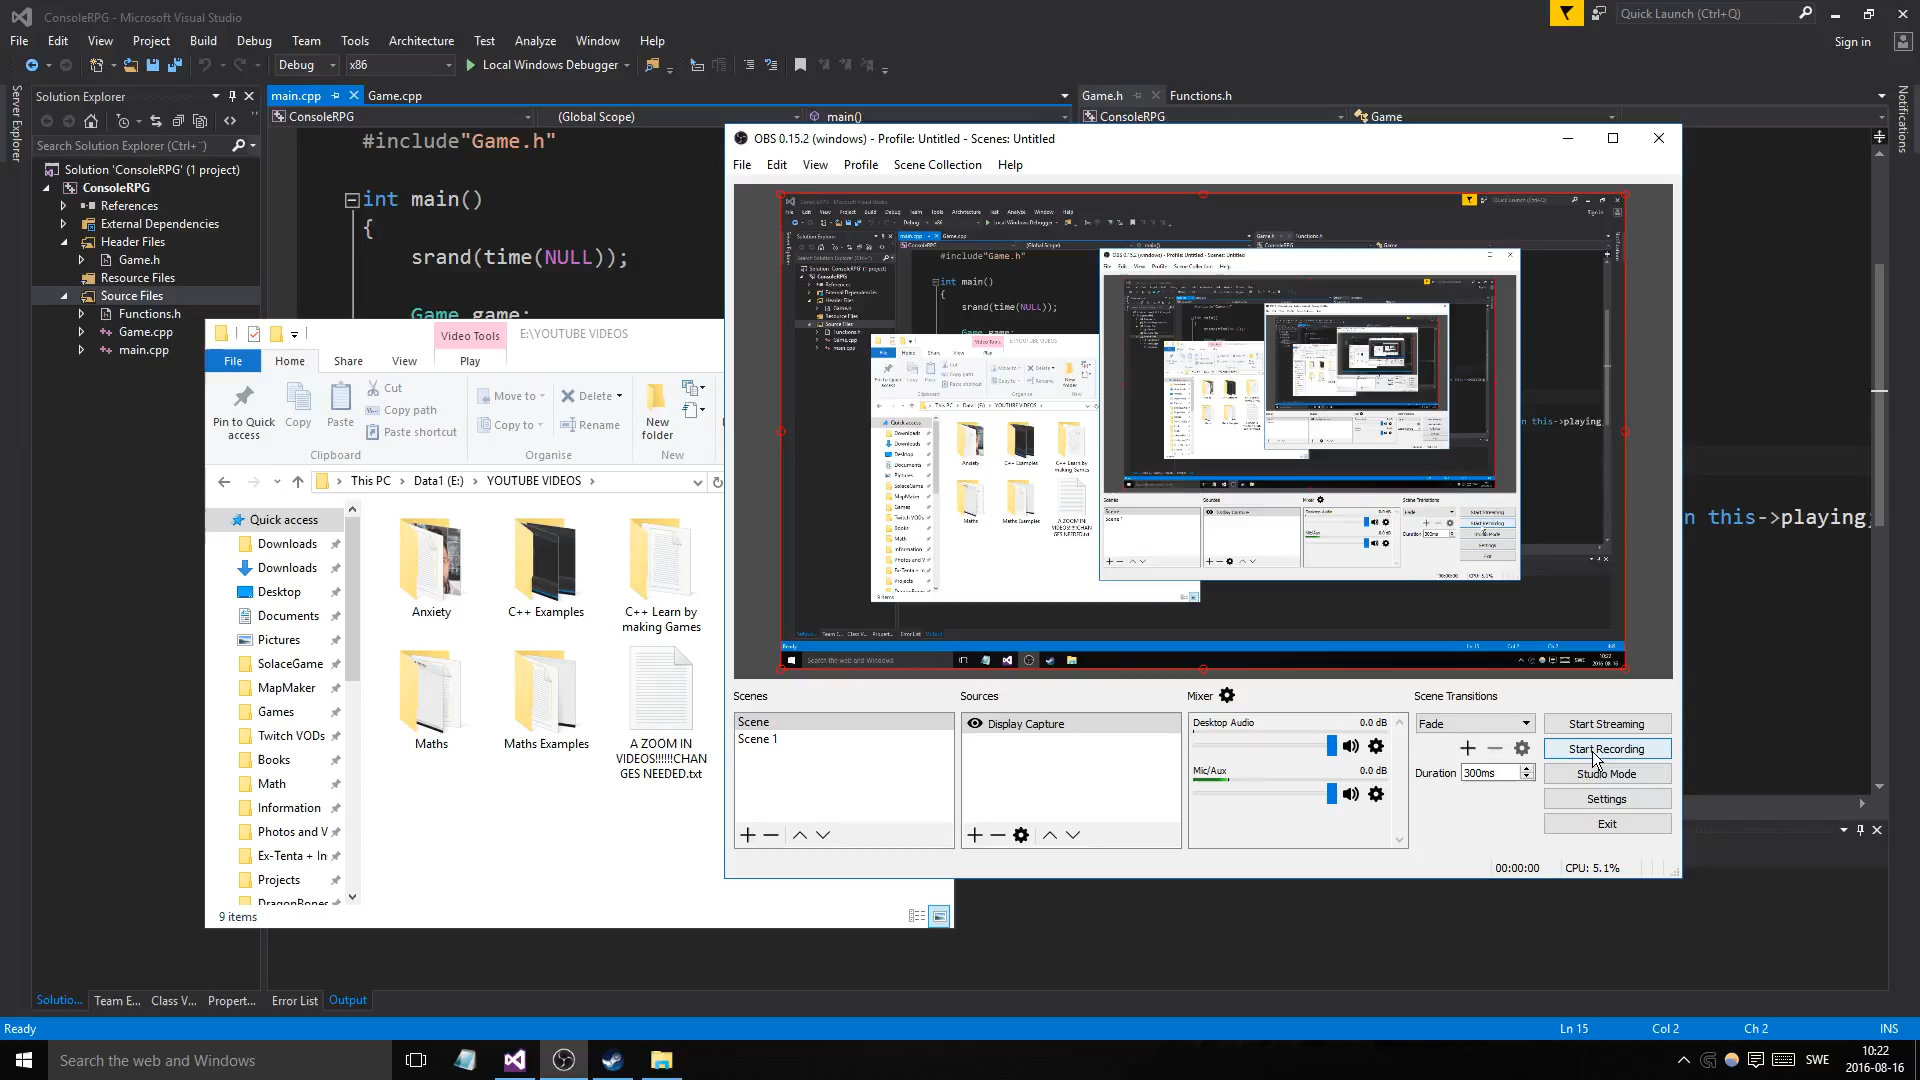 ConsoleRPG - Microsoft Visual Studio
Quick Launch (Ctrl+Q)
File Edit View Project Build Debug Team Tools Architecture Test Analyze Window Help
Sign in
Debug x86 Local Windows Debugger
Server Explorer
Notifications
Solution Explorer
main.cpp Game.cpp
Game.h Functions.h
ConsoleRPG (Global Scope) main()
ConsoleRPG Game
Search Solution Explorer (Ctrl+¨)
Solution 'ConsoleRPG' (1 project)
ConsoleRPG
References
External Dependencies
Header Files
Game.h
Resource Files
Source Files
Functions.h
Game.cpp
main.cpp
#include"Game.h"
int main()
{
srand(time(NULL));
Game game;
n this->playing;
Video Tools E:\YOUTUBE VIDEOS
File Home Share View Play
Pin to Quick access
Copy
Paste
Cut
Copy path
Paste shortcut
Move to
Copy to
Delete
Rename
New folder
Clipboard Organise New
This PC Data1 (E:) YOUTUBE VIDEOS
Quick access
Downloads
Downloads
Desktop
Documents
Pictures
SolaceGame
MapMaker
Games
Twitch VODs
Books
Math
Information
Photos and V
Ex-Tenta + In
Projects
DragonBones
Anxiety
C++ Examples
C++ Learn by making Games
Maths
Maths Examples
A ZOOM IN VIDEOS!!!!!!CHANGES NEEDED.txt
9 items
OBS 0.15.2 (windows) - Profile: Untitled - Scenes: Untitled
File Edit View Profile Scene Collection Help
Scenes
Scene
Scene 1
Sources
Display Capture
Mixer
Desktop Audio 0.0 dB
Mic/Aux 0.0 dB
Scene Transitions
Fade
Duration 300ms
Start Streaming
Start Recording
Studio Mode
Settings
Exit
00:00:00 CPU: 5.1%
Solutio... Team E... Class V... Propert... Error List Output
Ready Ln 15 Col 2 Ch 2 INS
Search the web and Windows
SWE
10:22
2016-08-16